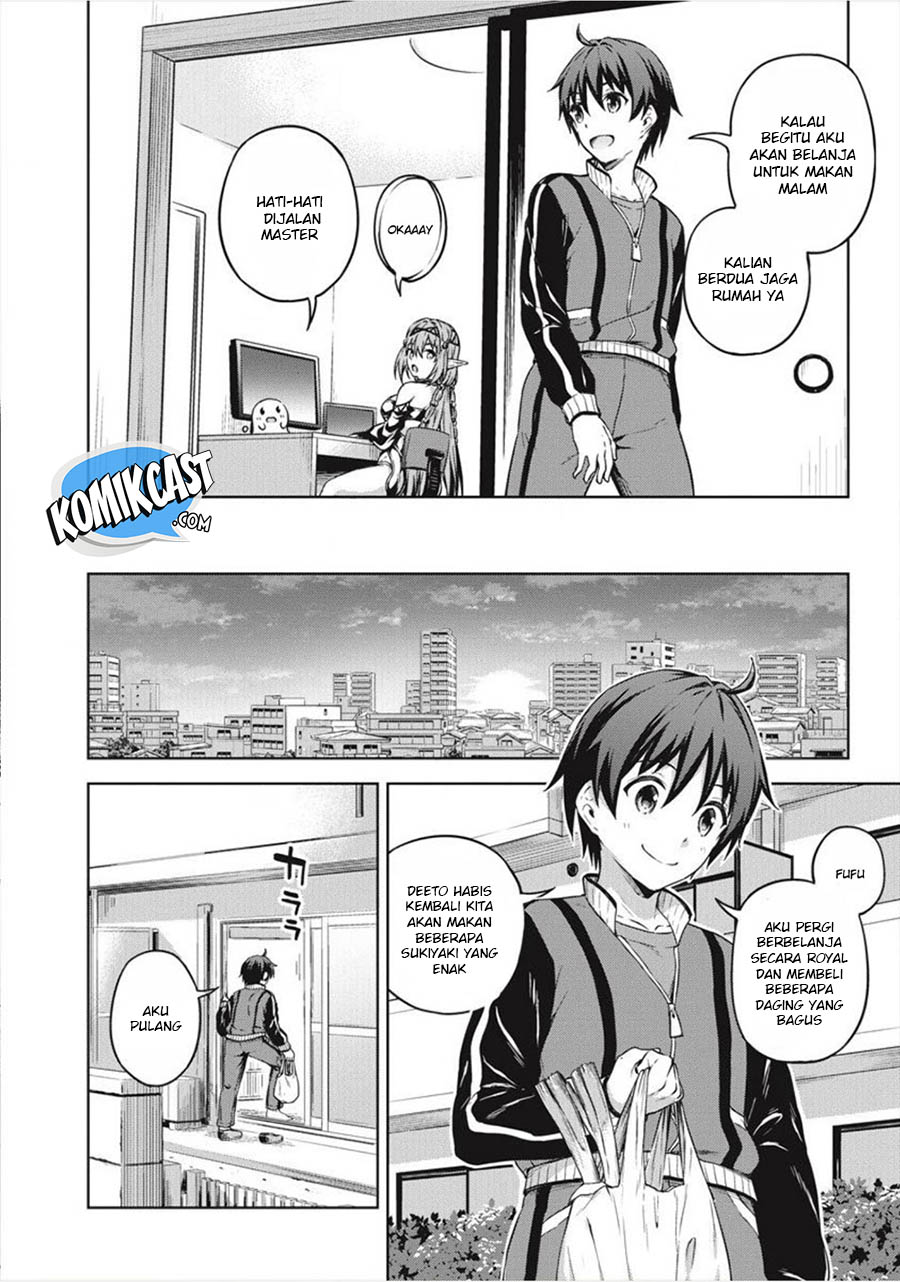 KALAU
BEGITU AKU
AKAN BELANJA
UNTUK MAKAN
MALAM
KALIAN
BERDUA JAGA
RUMAH YA
OKAAAY
HATI-HATI
DIJALAN
MASTER
KOMIKCAST
.COM
FUFU
AKU PERGI
BERBELANJA
SECARA ROYAL
DAN MEMBELI
BEBERAPA
DAGING YANG
BAGUS
DEETO HABIS
KEMBALI KITA
AKAN MAKAN
BEBERAPA
SUKIYAKI YANG
ENAK
カララ
AKU
PULANG